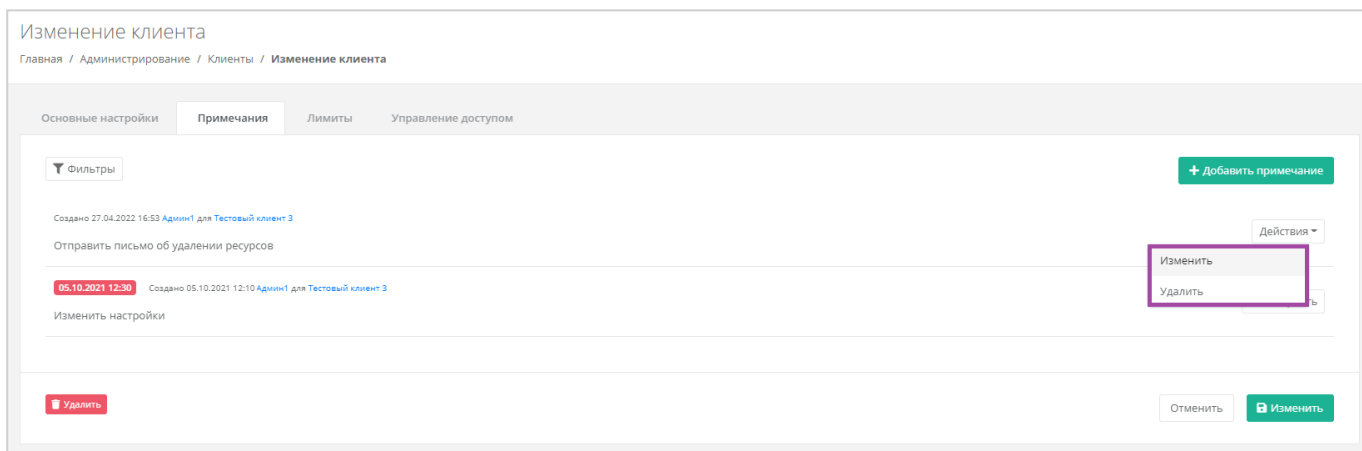 Изменение клиента
Главная / Администрирование / Клиенты / Изменение клиента
Основные настройки Примечания Лимиты Управление доступом
Фильтры
Добавить примечание
Создано 27.04.2022 16:53 Админ1 для Тестовый клиент 3
Действия
Отправить письмо об удалении ресурсов
Изменить
Удалить
05.10.2021 12:30 Создано 05.10.2021 12:10 Админ1 для Тестовый клиент 3
Изменить настройки
Удалить
Отменить
Изменить